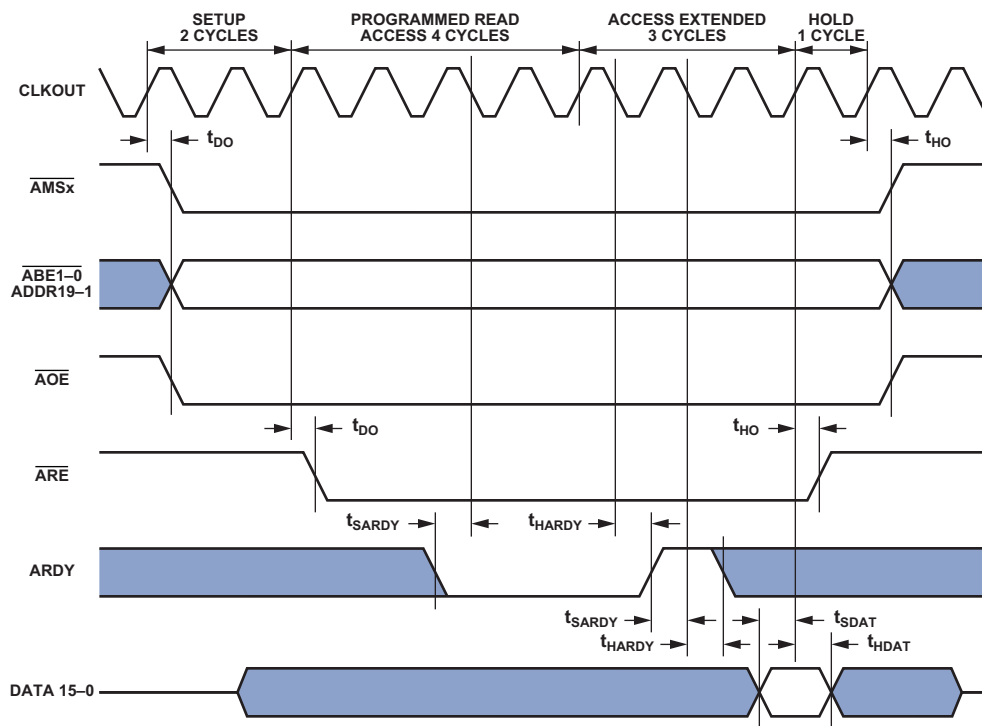 SETUP
2 CYCLES
PROGRAMMED READ
ACCESS 4 CYCLES
ACCESS EXTENDED
3 CYCLES
HOLD
1 CYCLE
CLKOUT
tDO
tHO
AMSx
ABE1–0
ADDR19–1
AOE
tDO
tHO
ARE
tSARDY
tHARDY
ARDY
tSARDY
tSDAT
tHARDY
tHDAT
DATA 15–0